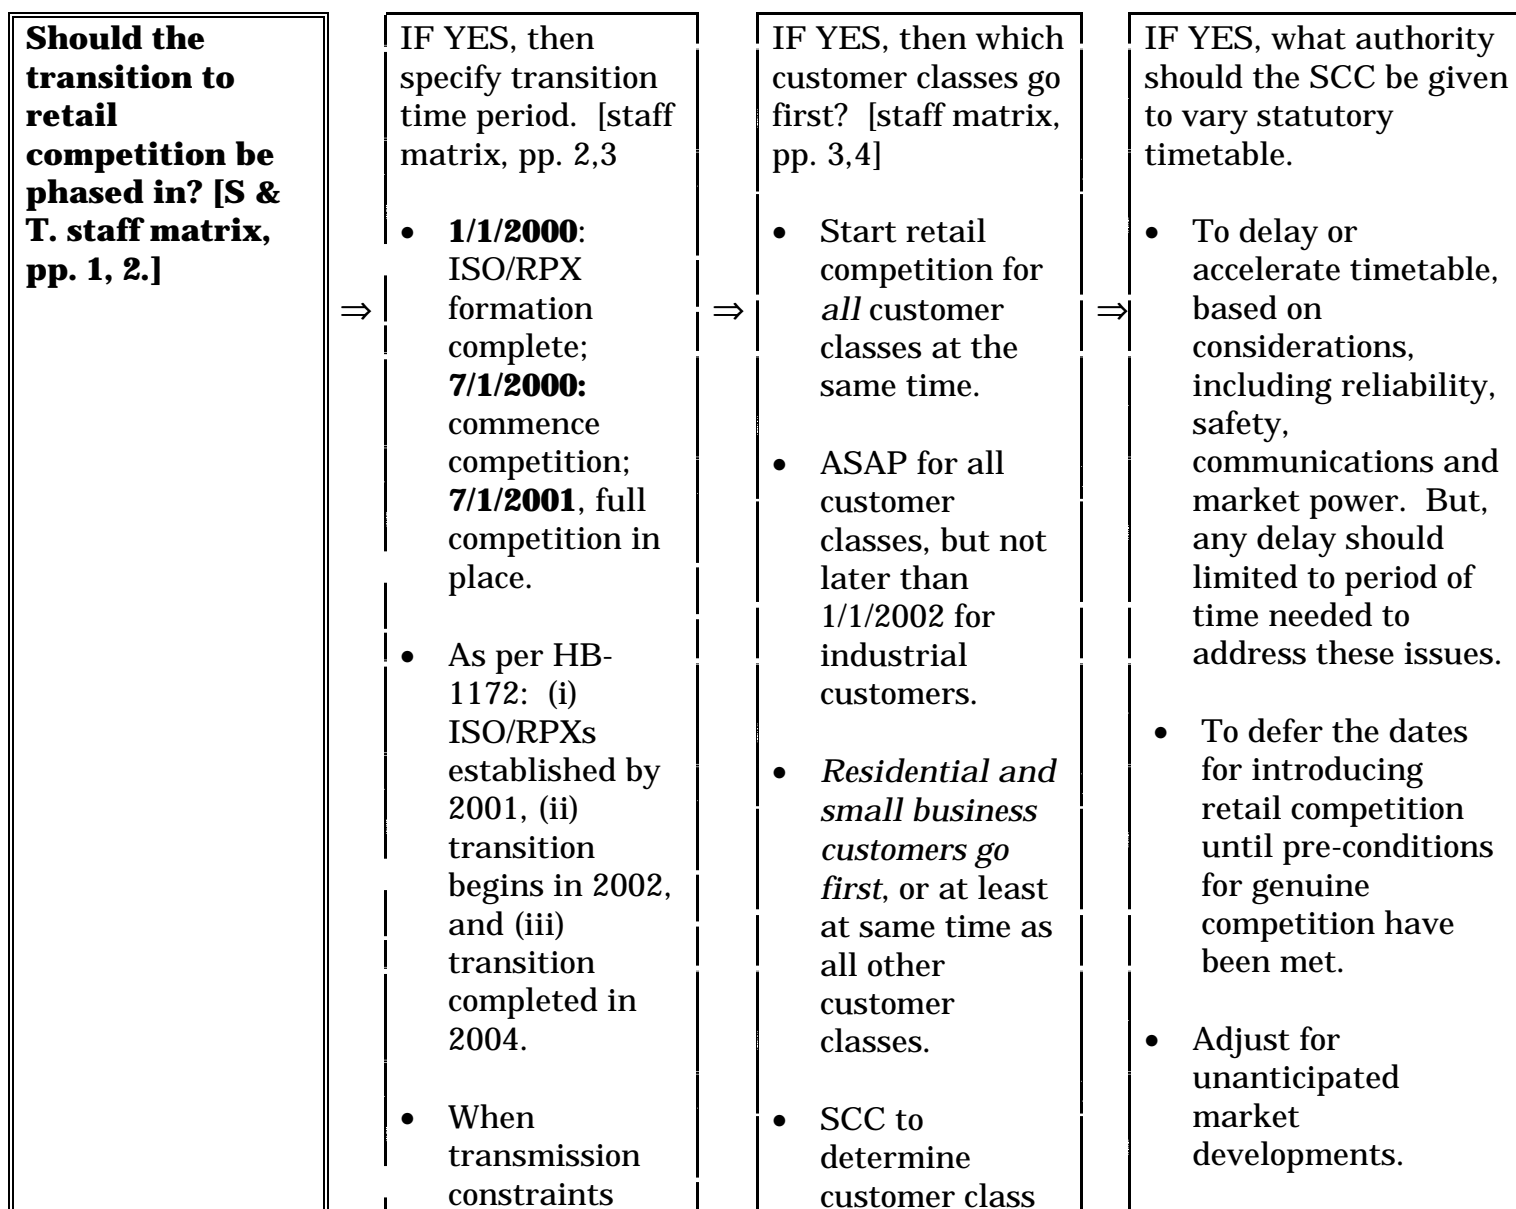 Should the
transition to
retail
competition be
phased in? [S &
T. staff matrix,
pp. 1, 2.]
⇒
IF YES, then
specify transition
time period.  [staff
matrix, pp. 2,3
• 1/1/2000:
ISO/RPX
formation
complete;
7/1/2000:
commence
competition;
7/1/2001, full
competition in
place.
• As per HB-
1172:  (i)
ISO/RPXs
established by
2001, (ii)
transition
begins in 2002,
and (iii)
transition
completed in
2004.
• When
transmission
constraints
⇒
IF YES, then which
customer classes go
first?  [staff matrix,
pp. 3,4]
• Start retail
competition for
all customer
classes at the
same time.
• ASAP for all
customer
classes, but not
later than
1/1/2002 for
industrial
customers.
• Residential and
small business
customers go
first, or at least
at same time as
all other
customer
classes.
• SCC to
determine
customer class
⇒
IF YES, what authority
should the SCC be given
to vary statutory
timetable.
• To delay or
accelerate timetable,
based on
considerations,
including reliability,
safety,
communications and
market power.  But,
any delay should
limited to period of
time needed to
address these issues.
• To defer the dates
for introducing
retail competition
until pre-conditions
for genuine
competition have
been met.
• Adjust for
unanticipated
market
developments.